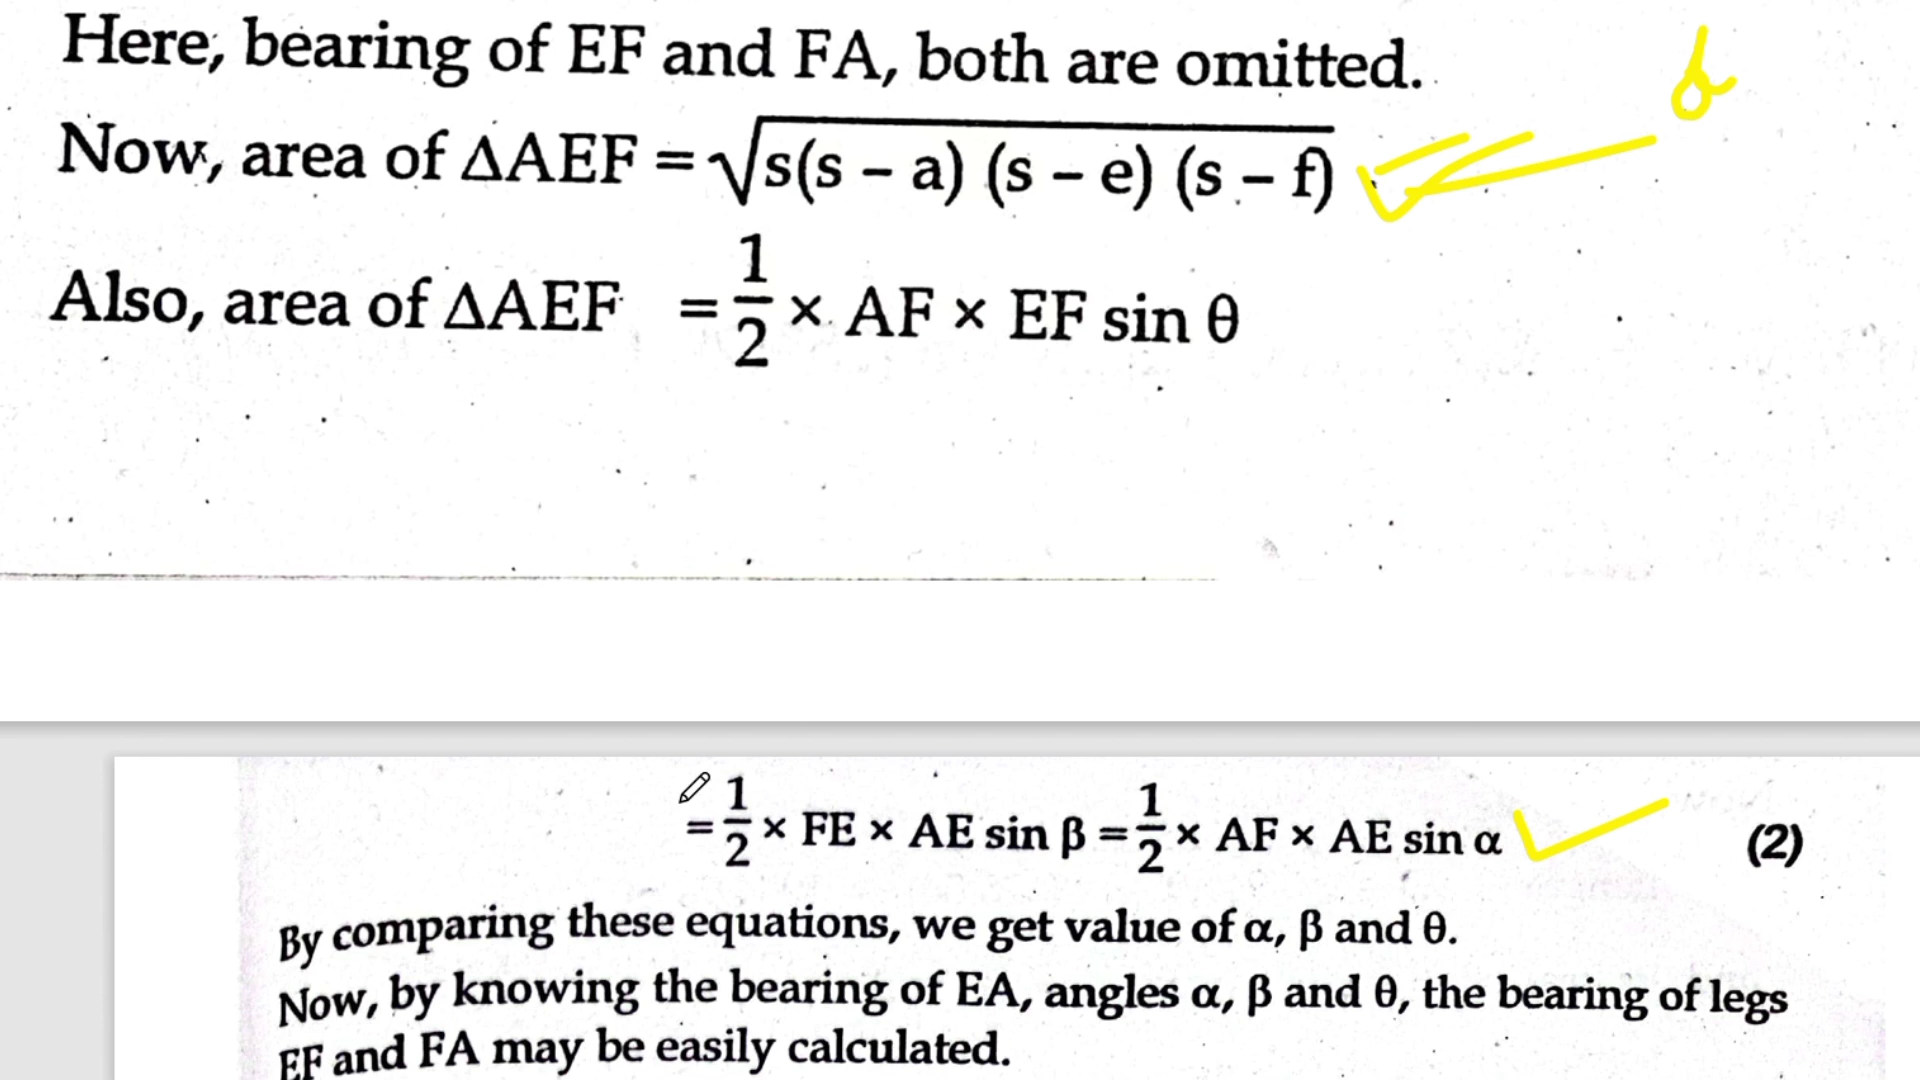 Here, bearing of EF and FA, both are omitted.
Now, area of ΔAEF = √s(s – a) (s – e) (s – f)
Also, area of ΔAEF = 1/2 × AF × EF sin θ
= 1/2 × FE × AE sin β = 1/2 × AF × AE sin α (2)
By comparing these equations, we get value of α, β and θ.
Now, by knowing the bearing of EA, angles α, β and θ, the bearing of legs
EF and FA may be easily calculated.